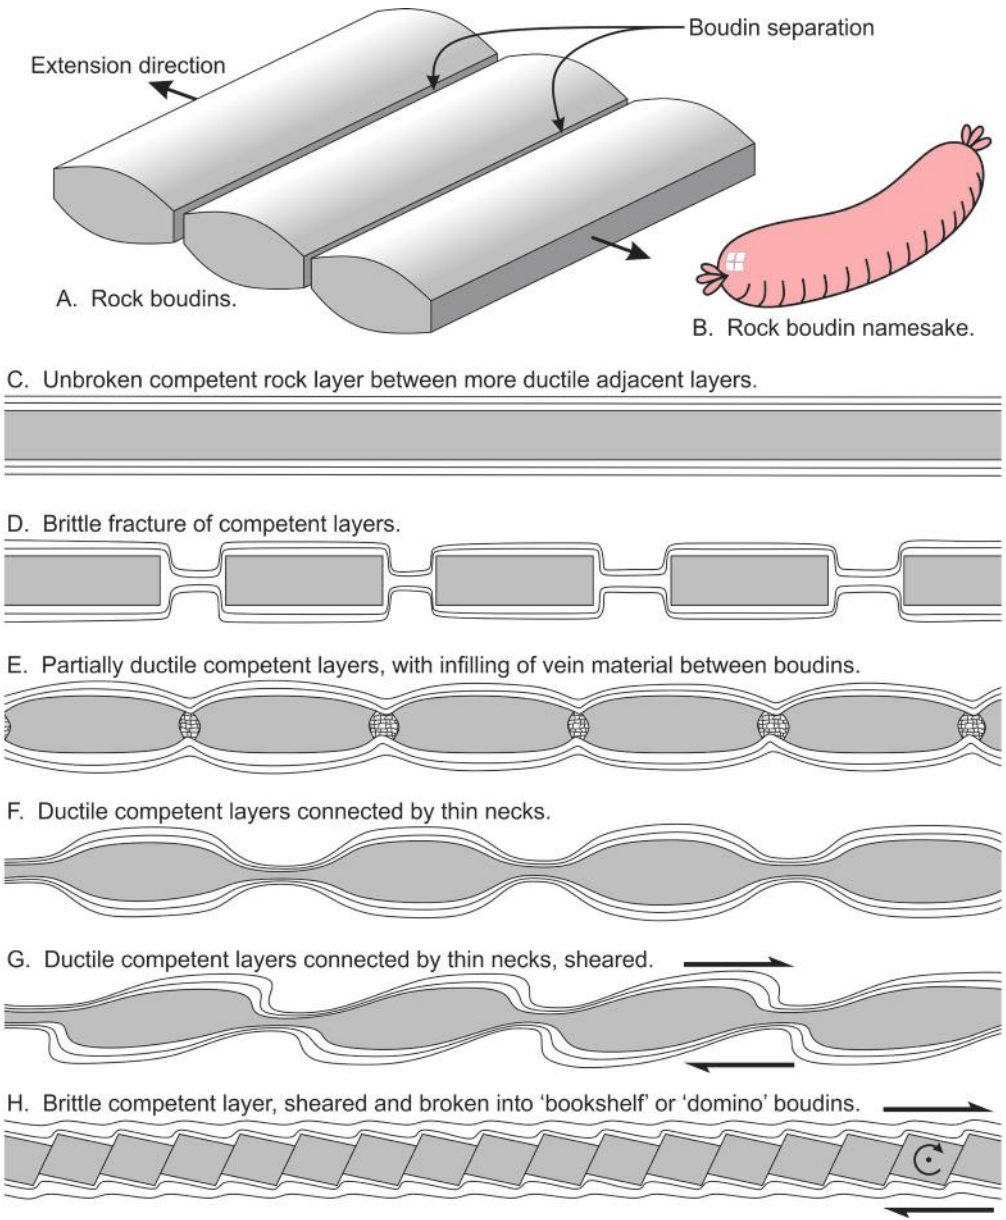 Boudin separation
Extension direction
A. Rock boudins.
B. Rock boudin namesake.
C. Unbroken competent rock layer between more ductile adjacent layers.
D. Brittle fracture of competent layers.
E. Partially ductile competent layers, with infilling of vein material between boudins.
F. Ductile competent layers connected by thin necks.
G. Ductile competent layers connected by thin necks, sheared.
H. Brittle competent layer, sheared and broken into ‘bookshelf’ or ‘domino’ boudins.